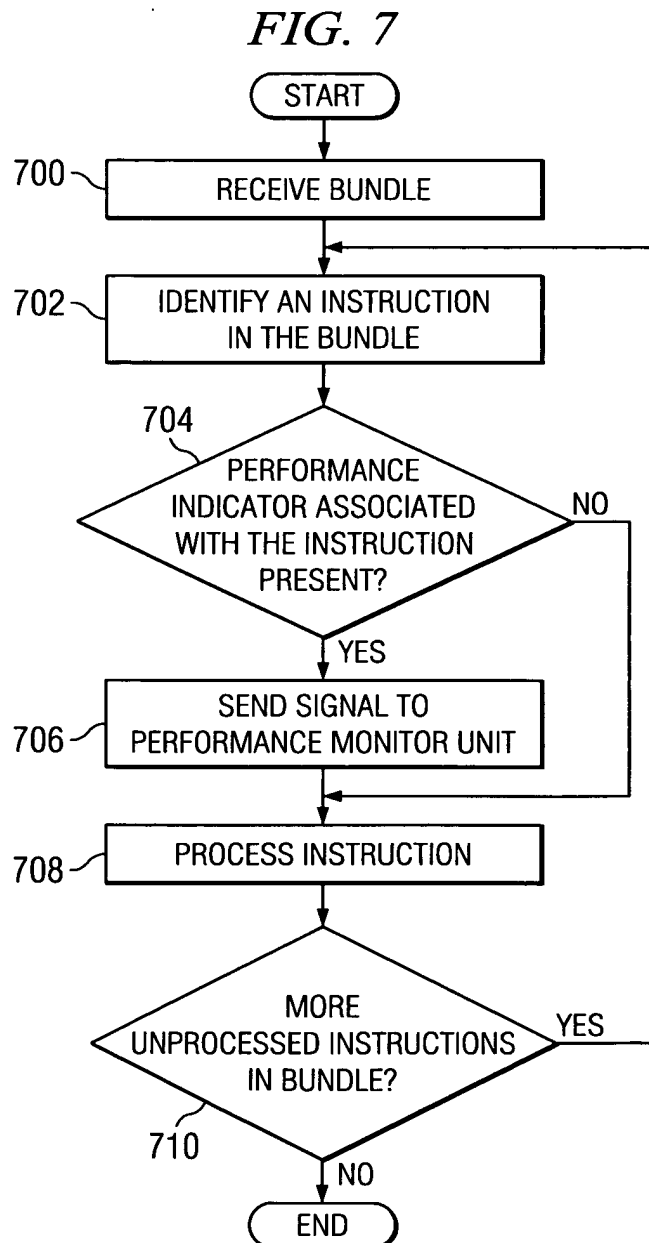 FIG. 7
START
700
RECEIVE BUNDLE
702
IDENTIFY AN INSTRUCTION
IN THE BUNDLE
704
PERFORMANCE
INDICATOR ASSOCIATED
WITH THE INSTRUCTION
PRESENT?
NO
YES
706
SEND SIGNAL TO
PERFORMANCE MONITOR UNIT
708
PROCESS INSTRUCTION
MORE
UNPROCESSED INSTRUCTIONS
IN BUNDLE?
YES
710
NO
END